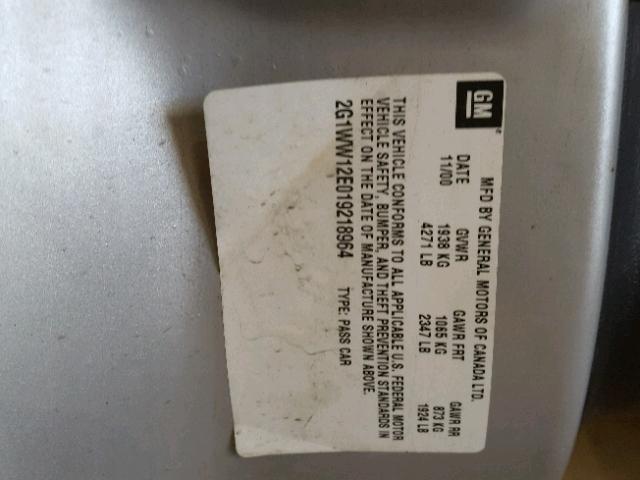 GM
MFD BY GENERAL MOTORS OF CANADA LTD.
DATE GVWR GAWR FRT GAWR RR
11/00 1938 KG 1065 KG 873 KG
4271 LB 2347 LB 1924 LB
THIS VEHICLE CONFORMS TO ALL APPLICABLE U.S. FEDERAL MOTOR
VEHICLE SAFETY, BUMPER, AND THEFT PREVENTION STANDARDS IN
EFFECT ON THE DATE OF MANUFACTURE SHOWN ABOVE.
2G1WW12E019218964 TYPE: PASS CAR